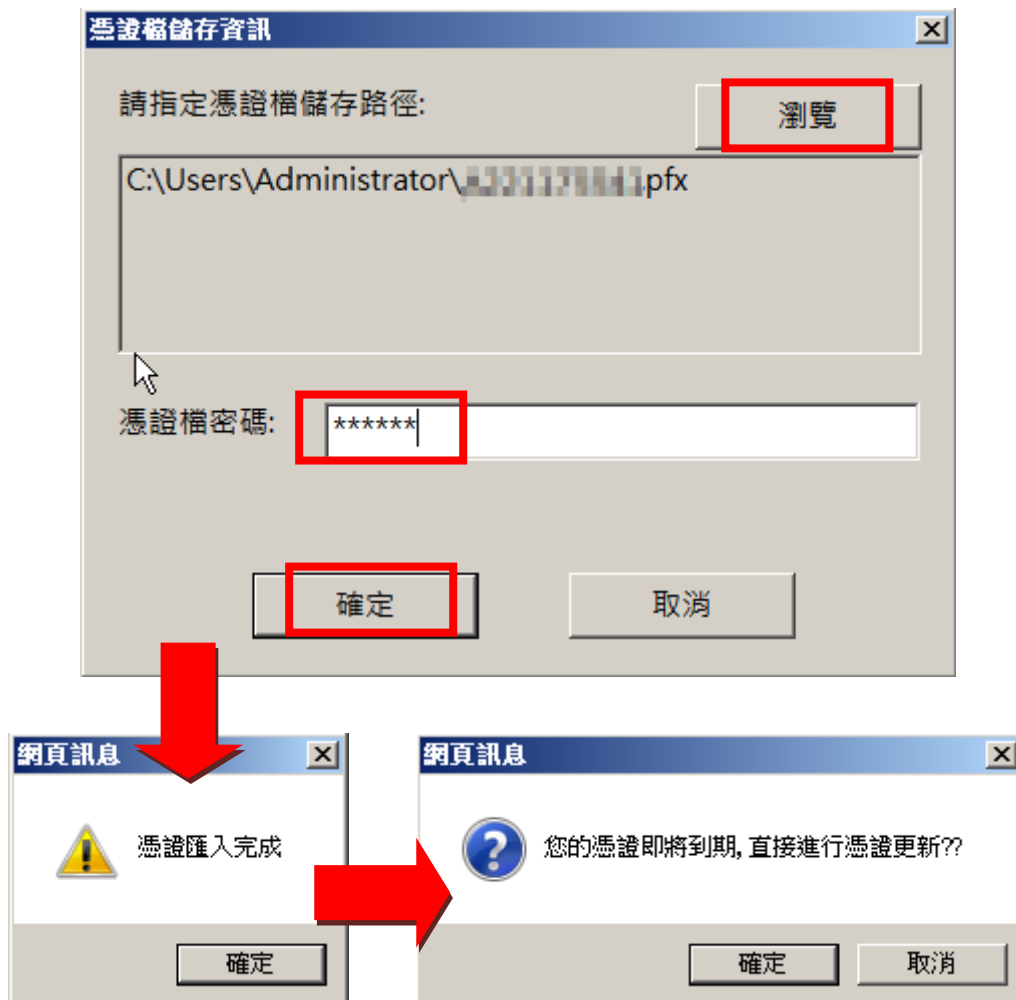 憑證檔儲存資訊
請指定憑證檔儲存路徑:
瀏覽
C:\Users\Administrator\ pfx
憑證檔密碼:
******
確定
取消
網頁訊息
憑證匯入完成
確定
網頁訊息
您的憑證即將到期, 直接進行憑證更新??
確定
取消